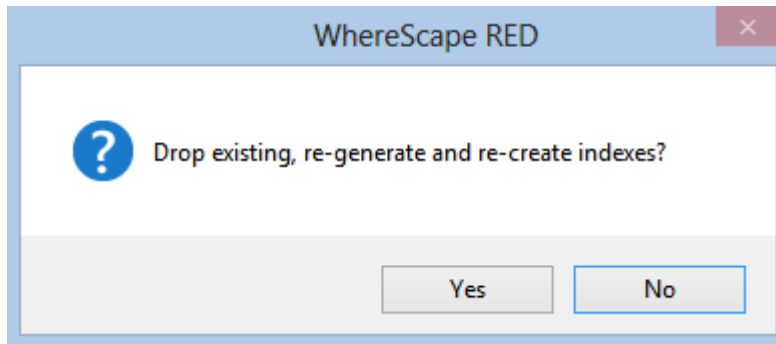 WhereScape RED
Drop existing, re-generate and re-create indexes?
Yes
No